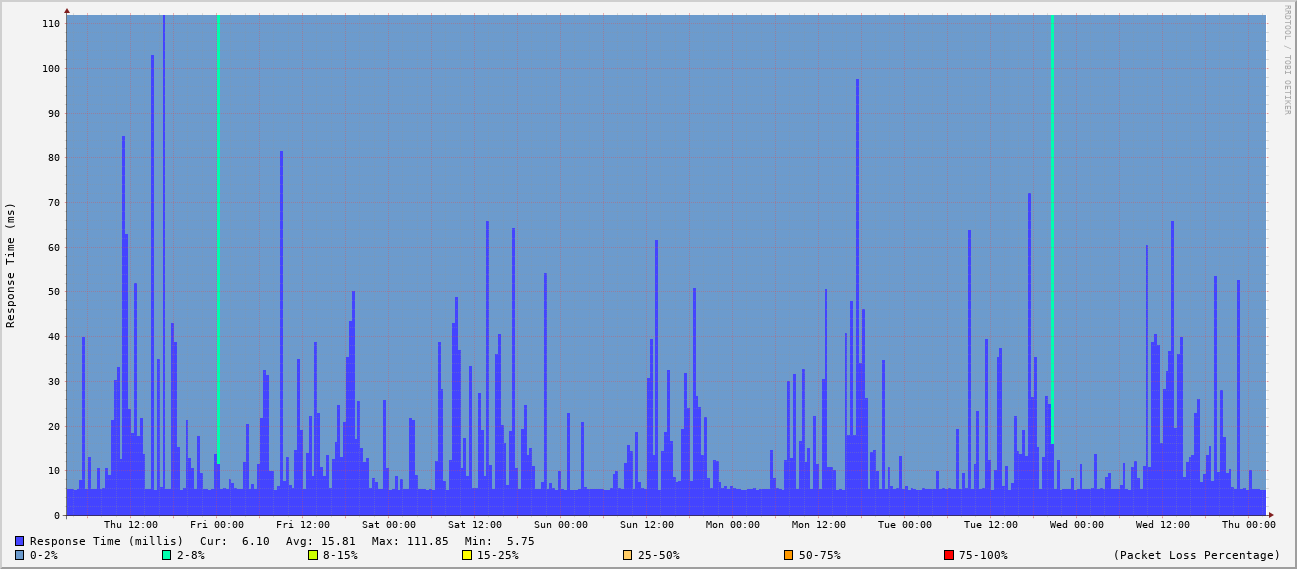 RRDTOOL / TOBI OETIKER
Response Time (ms)
110
100
90
80
70
60
50
40
30
20
10
0
Thu 12:00 Fri 00:00 Fri 12:00 Sat 00:00 Sat 12:00 Sun 00:00 Sun 12:00 Mon 00:00 Mon 12:00 Tue 00:00 Tue 12:00 Wed 00:00 Wed 12:00 Thu 00:00
Response Time (millis) Cur: 6.10 Avg: 15.81 Max: 111.85 Min: 5.75
0-2% 2-8% 8-15% 15-25% 25-50% 50-75% 75-100% (Packet Loss Percentage)